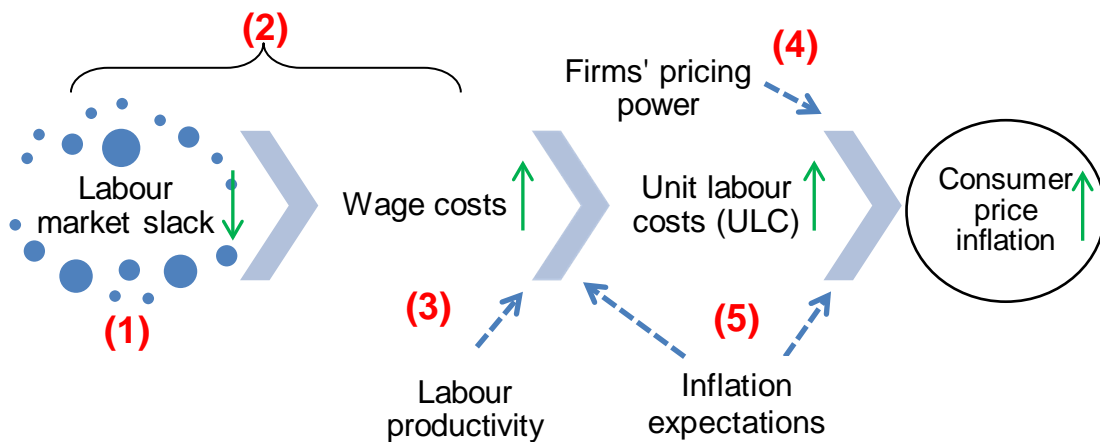 (2)
(4)
Firms' pricing
power
Labour
market slack
Wage costs
Unit labour
costs (ULC)
Consumer
price
inflation
(1)
(3)
(5)
Labour
productivity
Inflation
expectations